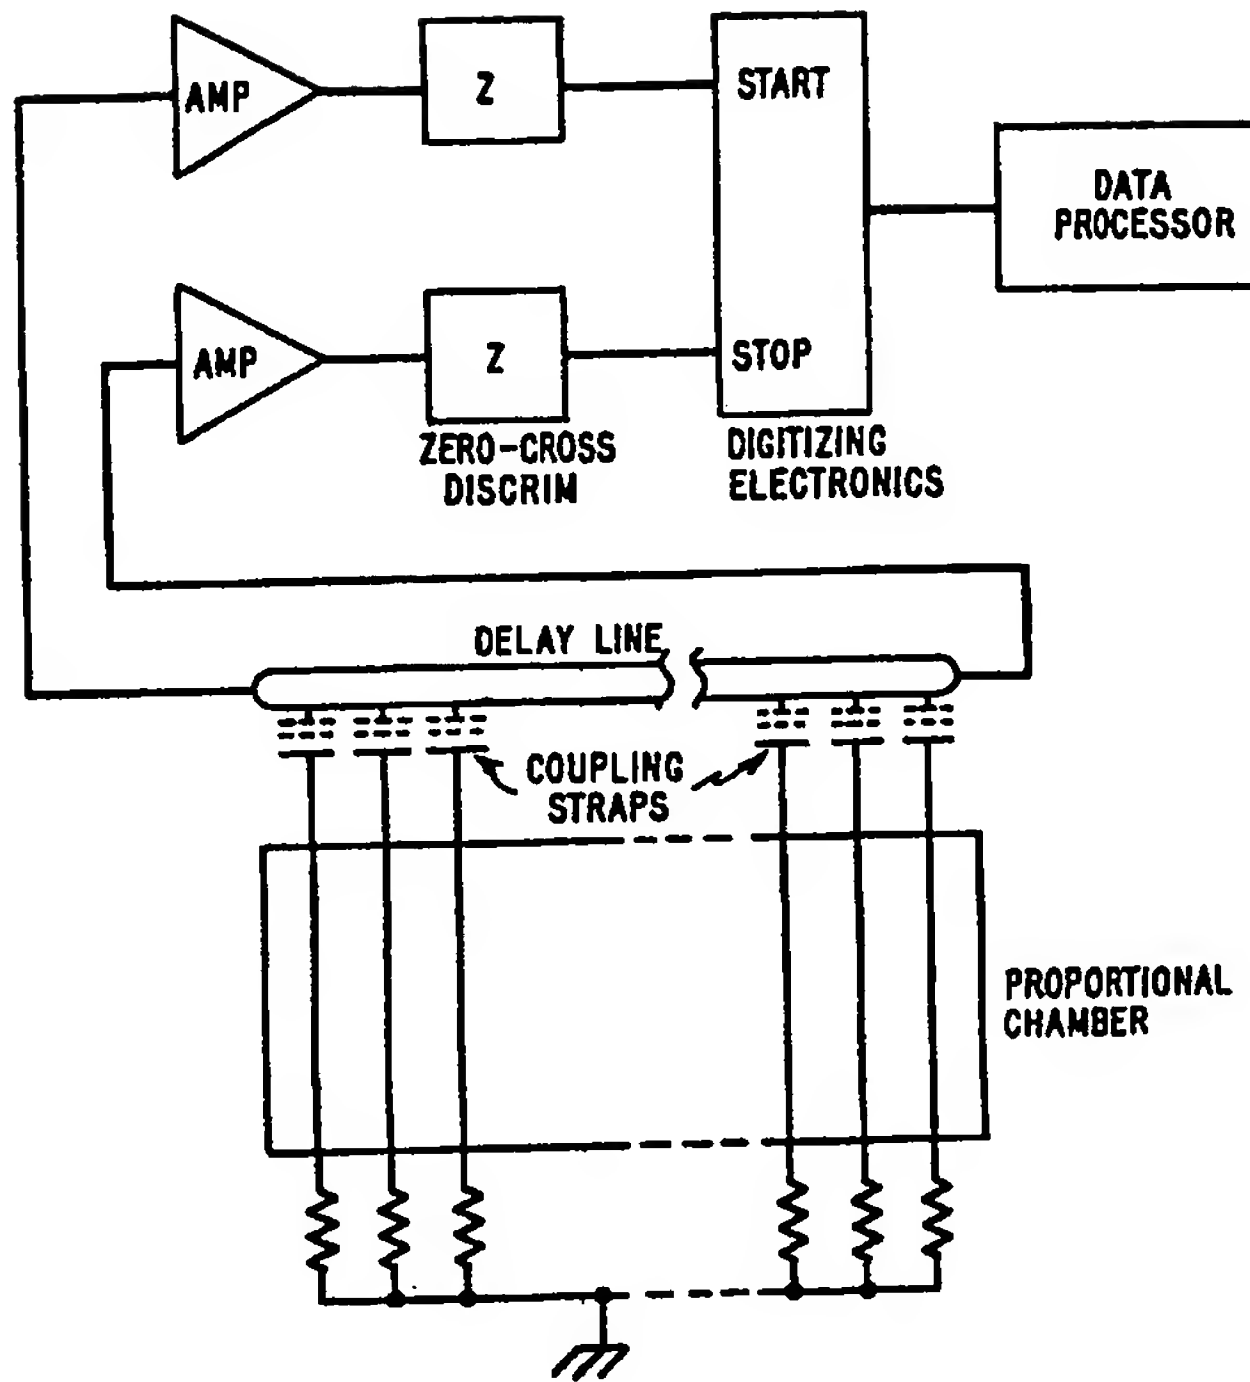 AMP
Z
START
DATA
PROCESSOR
AMP
Z
STOP
ZERO-CROSS
DISCRIM
DIGITIZING
ELECTRONICS
DELAY LINE
COUPLING
STRAPS
PROPORTIONAL
CHAMBER